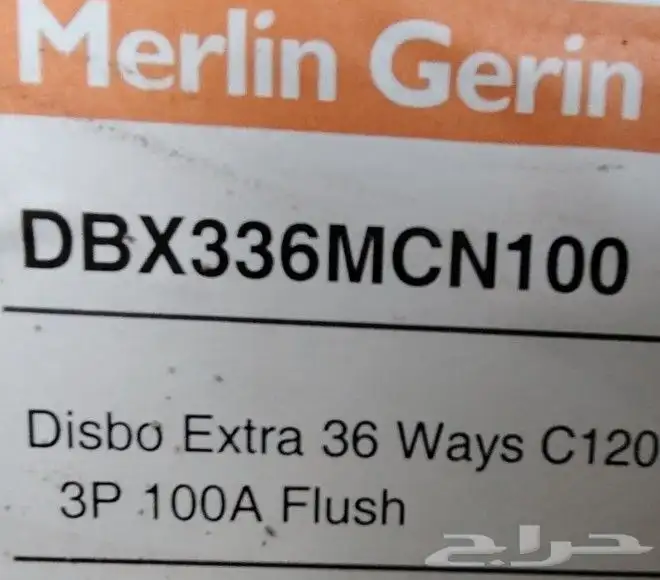 Merlin Gerin
DBX336MCN100
Disbo Extra 36 Ways C120
3P 100A Flush
حراج